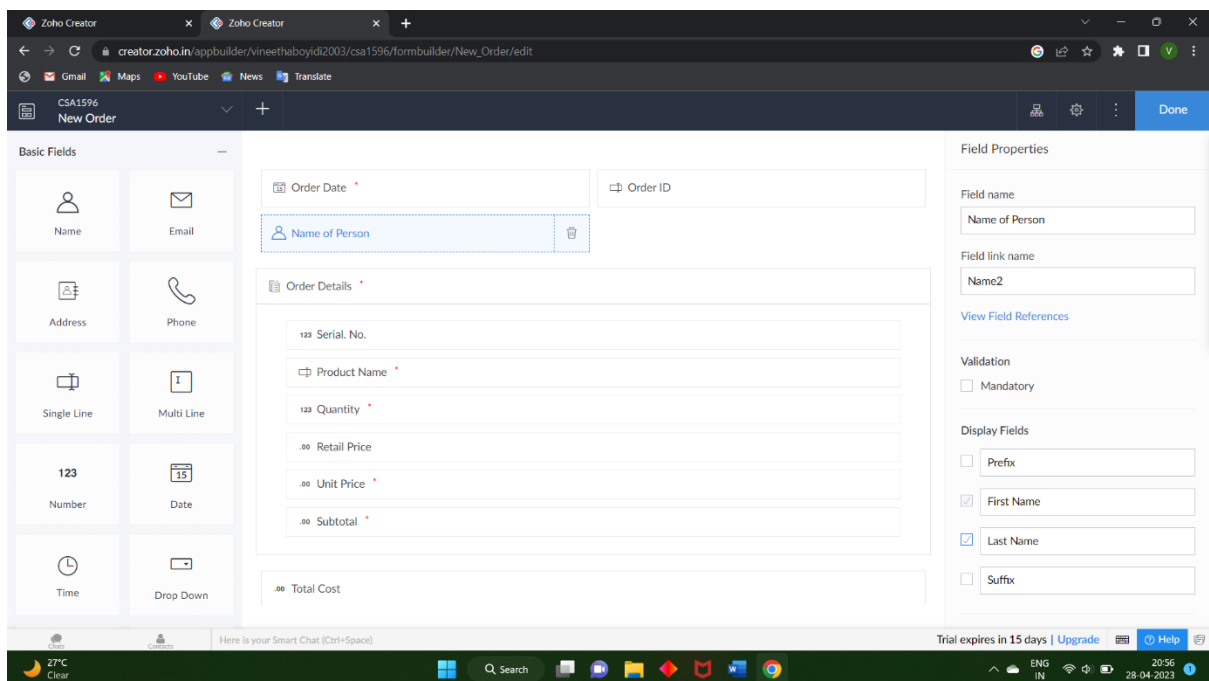 Zoho Creator
Zoho Creator
creator.zoho.in/appbuilder/vineethaboyidi2003/csa1596/formbuilder/New_Order/edit
G
V
Gmail Maps YouTube News Translate
CSA1596
New Order
Done
Basic Fields
Name
Email
Address
Phone
Single Line
Multi Line
123
Number
15
Date
Time
Drop Down
15 Order Date *
Order ID
Name of Person
Order Details *
123 Serial. No.
Product Name *
123 Quantity *
.00 Retail Price
.00 Unit Price *
.00 Subtotal *
.00 Total Cost
Field Properties
Field name
Name of Person
Field link name
Name2
View Field References
Validation
Mandatory
Display Fields
Prefix
First Name
Last Name
Suffix
Chats
Contacts
Here is your Smart Chat (Ctrl+Space)
Trial expires in 15 days | Upgrade
Help
27°C
Clear
Search
ENG
IN
20:56
28-04-2023
1